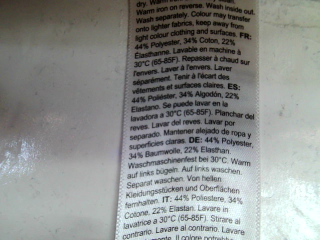 dry. Warm iron
Warm iron on reverse. Wash inside out.
Wash separately. Colour may transfer
onto lighter fabrics, keep away from
light colour clothing and surfaces. FR:
44% Polyester, 34% Coton, 22%
Élasthanne. Lavable en machine à
30°C (65-85F). Repasser à chaud sur
l'envers. Laver à l'envers. Laver
séparément. Tenir à l'écart des
vêtements et surfaces claires. ES:
44% Poliéster, 34% Algodón, 22%
Elastano. Se puede lavar en la
lavadora a 30°C (65-85F). Planchar del
reves. Lavar del revés. Lavar por
separado. Mantener alejado de ropa y
superficies claras. DE: 44% Polyester,
34% Baumwolle, 22% Elasthan
Waschmaschinenfest bei 30°C. Warm
auf links bügeln. Auf links waschen.
Separat waschen. Von hellen
Kleidungsstücken und Oberflächen
fernhalten. IT: 44% Poliestere, 34%
Cotone, 22% Elastan. Lavare in
lavatrice a 30°C (65-85F). Stirare al
contrario. Lavare al contrario. Lavare
Il colore potrebbe